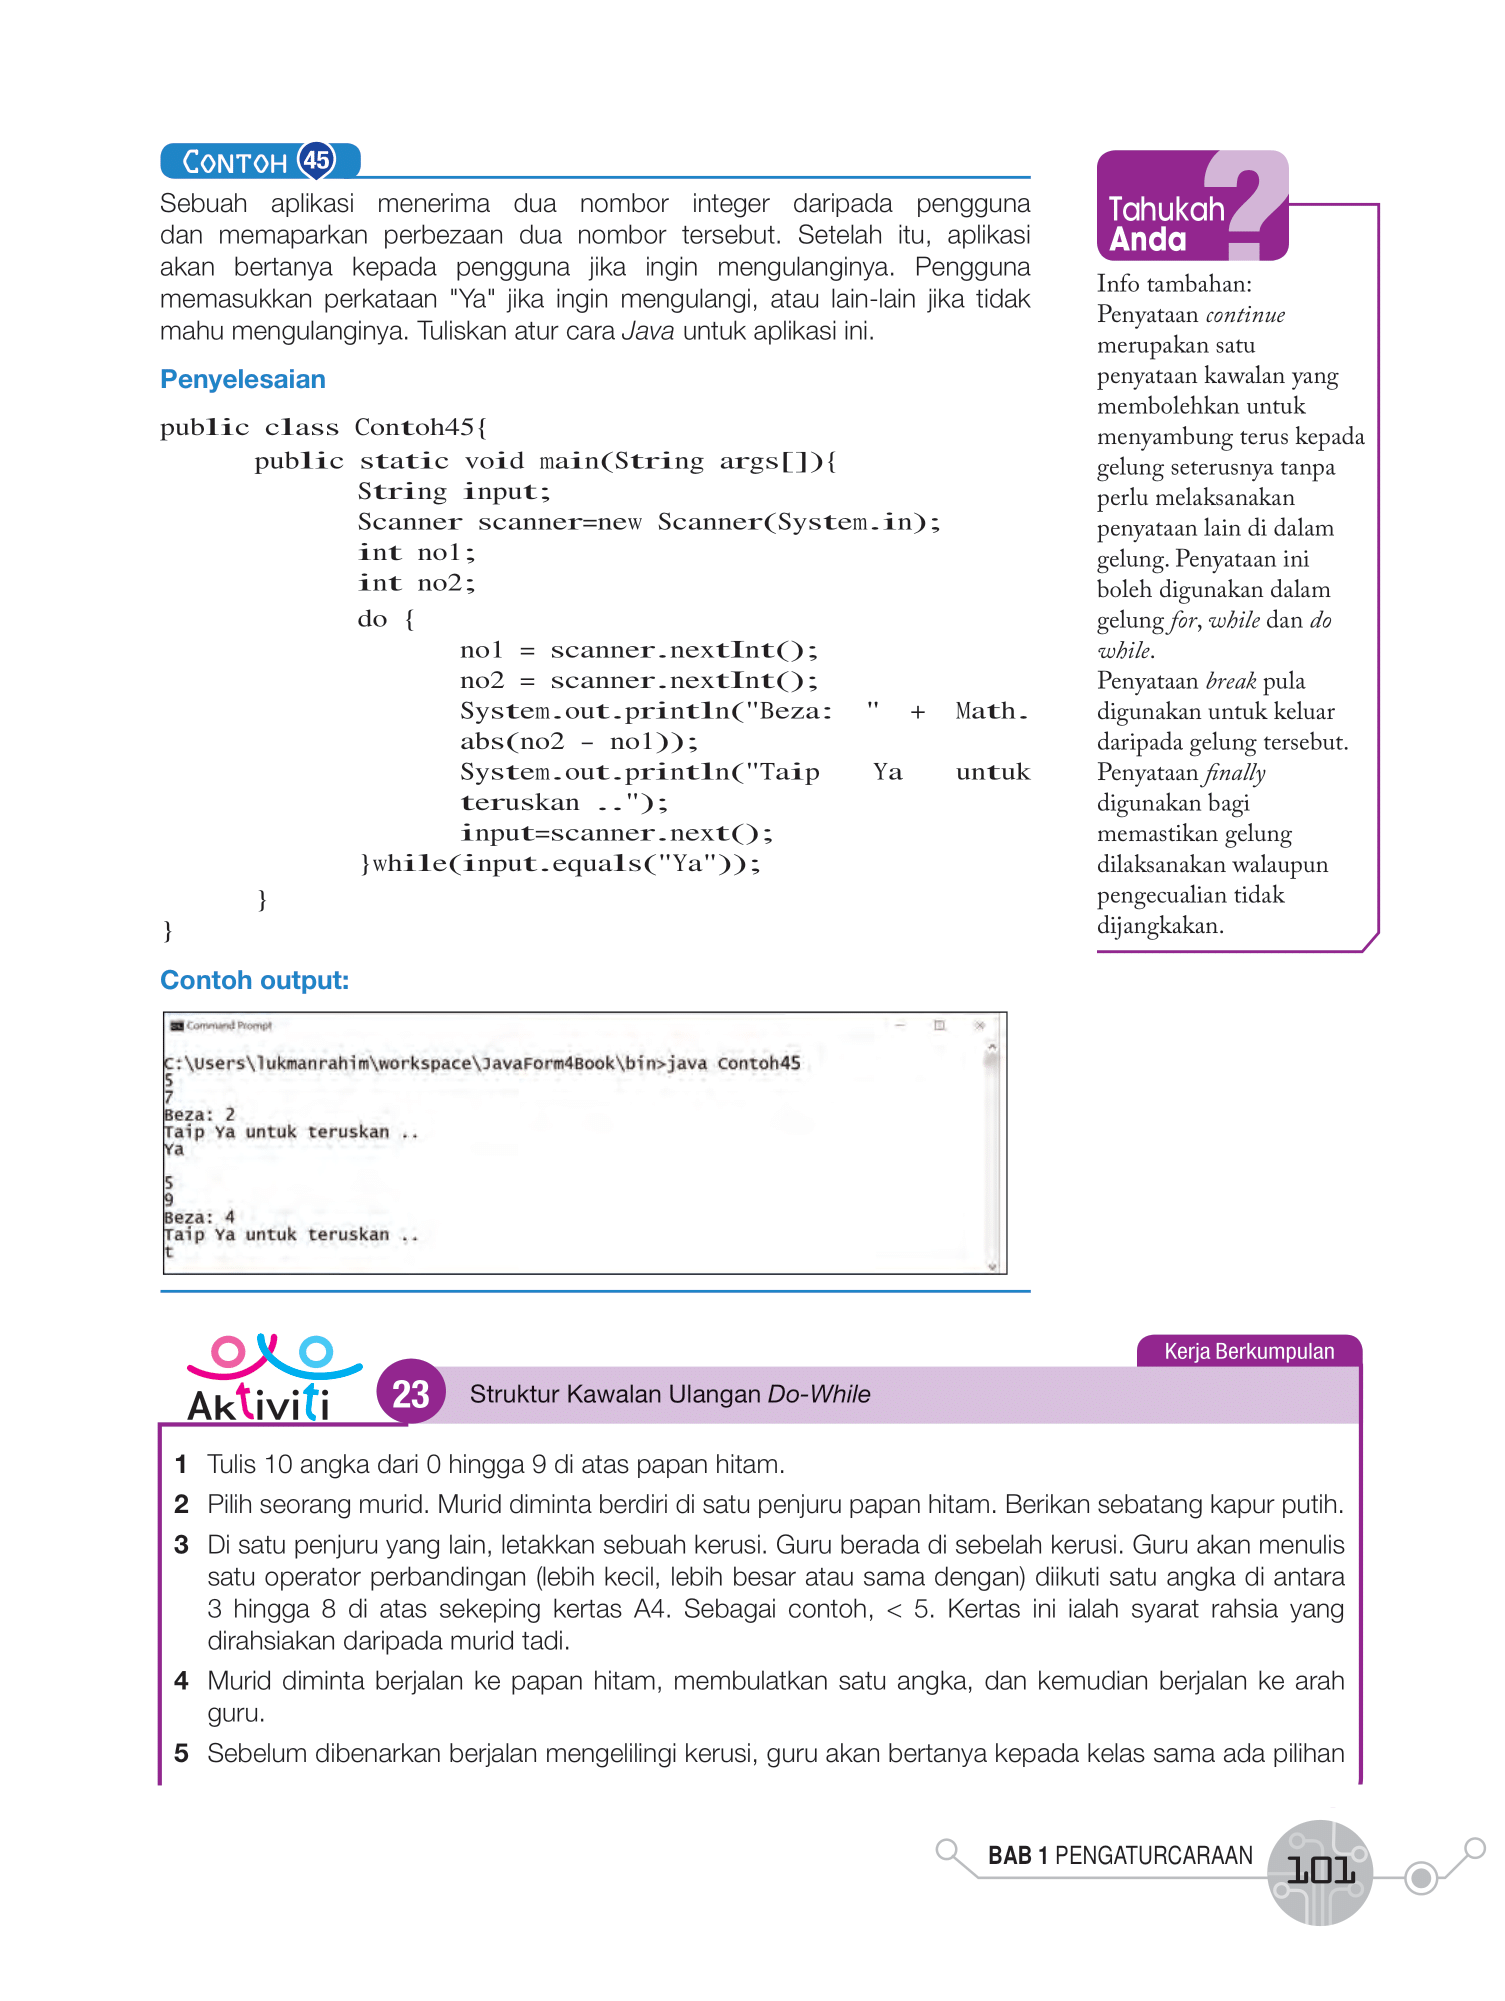 CONTOH 45
Sebuah aplikasi menerima dua nombor integer daripada pengguna
dan memaparkan perbezaan dua nombor tersebut. Setelah itu, aplikasi
akan bertanya kepada pengguna jika ingin mengulanginya. Pengguna
memasukkan perkataan "Ya" jika ingin mengulangi, atau lain-lain jika tidak
mahu mengulanginya. Tuliskan atur cara Java untuk aplikasi ini.
Penyelesaian
public class Contoh45{
public static void main(String args[]){
String input;
Scanner scanner=new Scanner(System.in);
int no1;
int no2;
do {
no1 = scanner.nextInt();
no2 = scanner.nextInt();
System.out.println("Beza: " + Math.
abs(no2 – no1));
System.out.println("Taip Ya untuk
teruskan ..");
input=scanner.next();
}while(input.equals("Ya"));
}
}
Contoh output:
Command Prompt
C:\Users\lukmanrahim\workspace\JavaForm4Book\bin>java Contoh45
5
7
Beza: 2
Taip Ya untuk teruskan ..
Ya
5
9
Beza: 4
Taip Ya untuk teruskan ..
t
Tahukah
Anda
?
Info tambahan:
Penyataan continue
merupakan satu
penyataan kawalan yang
membolehkan untuk
menyambung terus kepada
gelung seterusnya tanpa
perlu melaksanakan
penyataan lain di dalam
gelung. Penyataan ini
boleh digunakan dalam
gelung for, while dan do
while.
Penyataan break pula
digunakan untuk keluar
daripada gelung tersebut.
Penyataan finally
digunakan bagi
memastikan gelung
dilaksanakan walaupun
pengecualian tidak
dijangkakan.
Kerja Berkumpulan
Aktiviti 23 Struktur Kawalan Ulangan Do-While
1 Tulis 10 angka dari 0 hingga 9 di atas papan hitam.
2 Pilih seorang murid. Murid diminta berdiri di satu penjuru papan hitam. Berikan sebatang kapur putih.
3 Di satu penjuru yang lain, letakkan sebuah kerusi. Guru berada di sebelah kerusi. Guru akan menulis
satu operator perbandingan (lebih kecil, lebih besar atau sama dengan) diikuti satu angka di antara
3 hingga 8 di atas sekeping kertas A4. Sebagai contoh, < 5. Kertas ini ialah syarat rahsia yang
dirahsiakan daripada murid tadi.
4 Murid diminta berjalan ke papan hitam, membulatkan satu angka, dan kemudian berjalan ke arah
guru.
5 Sebelum dibenarkan berjalan mengelilingi kerusi, guru akan bertanya kepada kelas sama ada pilihan
BAB 1 PENGATURCARAAN 101